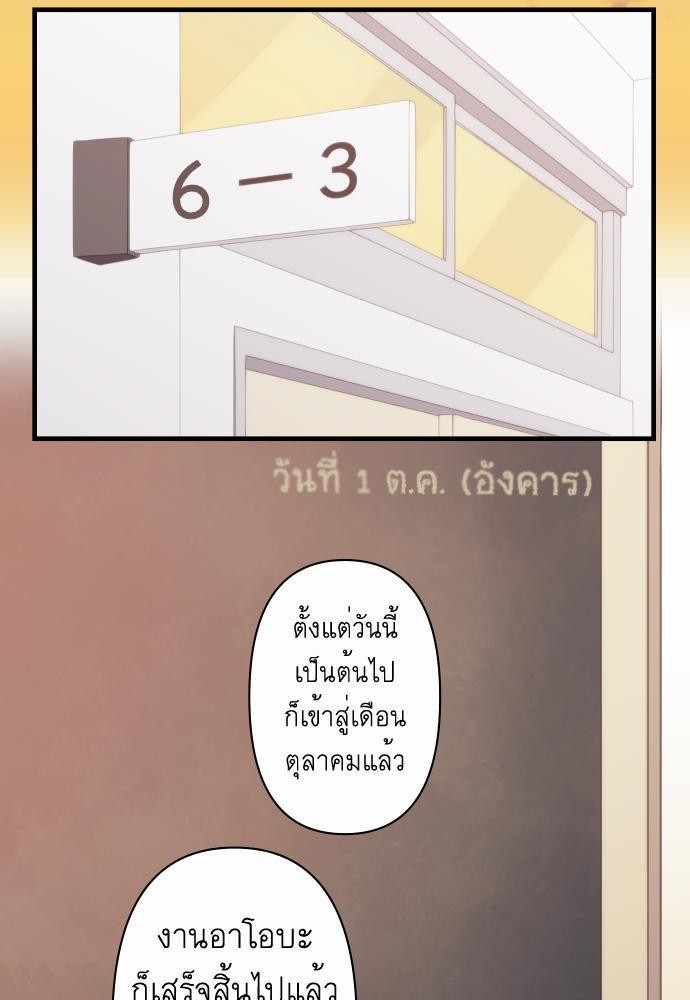 6 — 3
วันที่ 1 ต.ค. (อังคาร)
ตั้งแต่วันนี้
เป็นต้นไป
ก็เข้าสู่เดือน
ตุลาคมแล้ว
งานอาโอบะ
ก็เสร็จสิ้นไปแล้ว